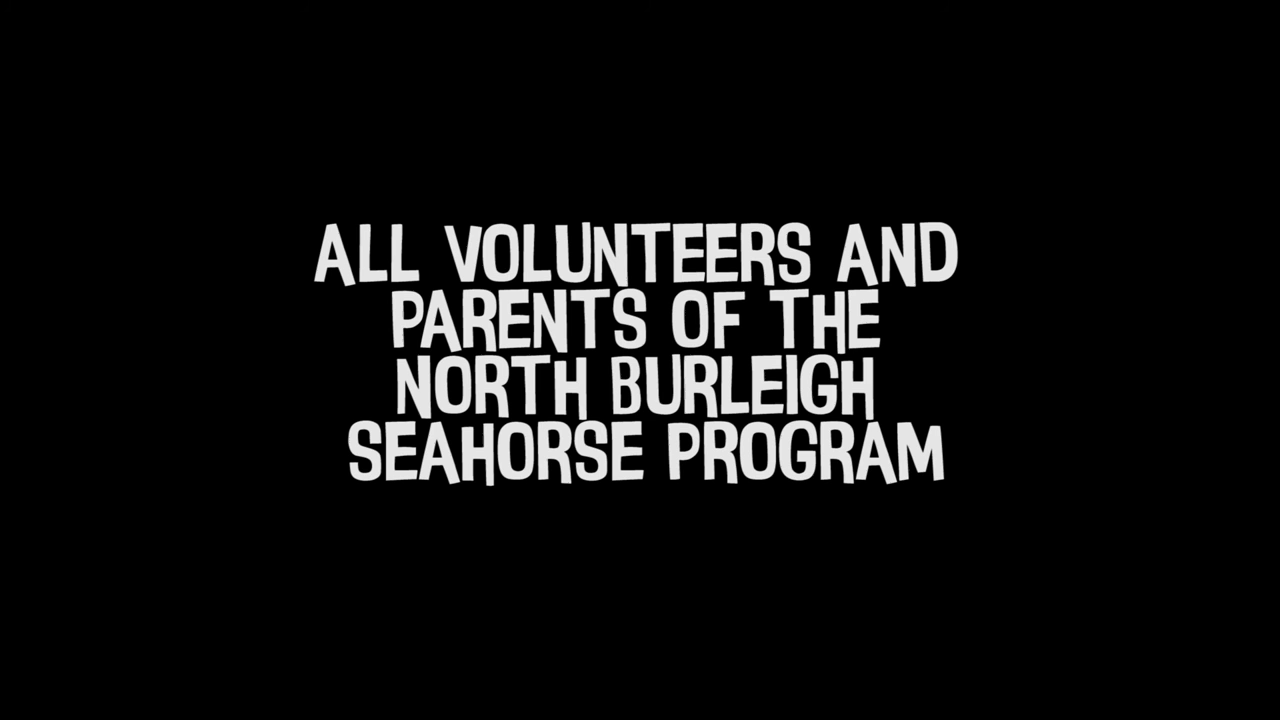 ALL VOLUNTEERS AND
PARENTS OF THE
NORTH BURLEIGH
SEAHORSE PROGRAM